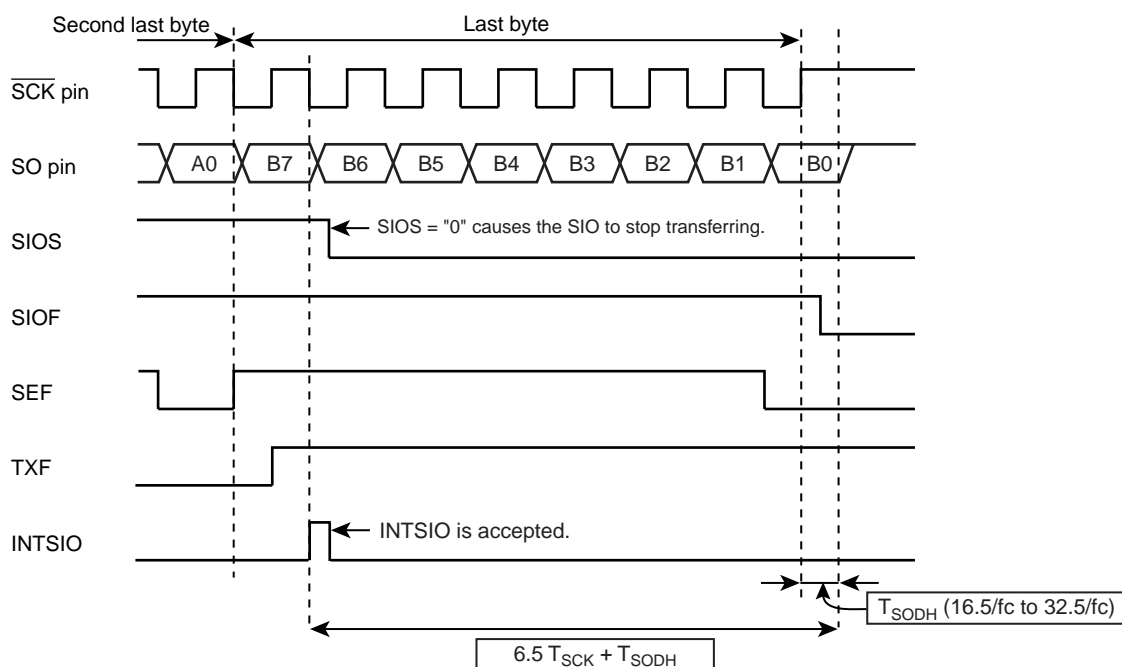 Second last byte
Last byte
SCK pin
SO pin
A0 B7 B6 B5 B4 B3 B2 B1 B0
SIOS
SIOS = "0" causes the SIO to stop transferring.
SIOF
SEF
TXF
INTSIO
INTSIO is accepted.
TSODH (16.5/fc to 32.5/fc)
6.5 TSCK + TSODH